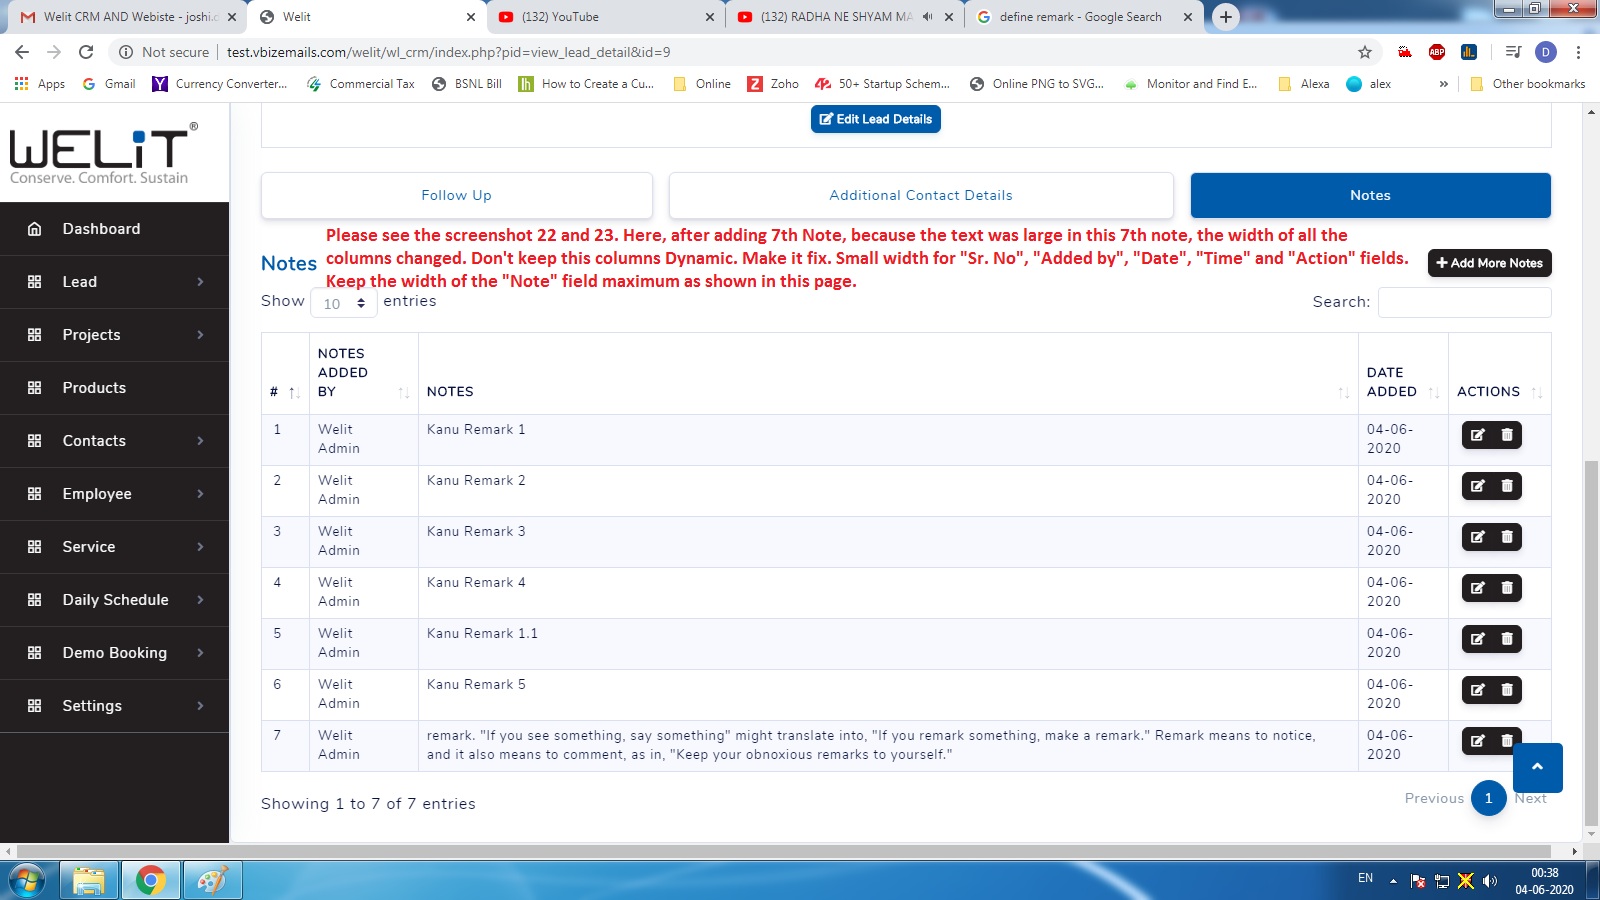 Welit CRM AND Webiste - joshi.d
Welit
(132) YouTube
(132) RADHA NE SHYAM MA
define remark - Google Search
Not secure | test.vbizemails.com/welit/wl_crm/index.php?pid=view_lead_detail&id=9
ABP
D
Apps
Gmail
Currency Converter...
Commercial Tax
BSNL Bill
How to Create a Cu...
Online
Zoho
50+ Startup Schem...
Online PNG to SVG...
Monitor and Find E...
Alexa
alex
»
Other bookmarks
WELiT®
Conserve. Comfort. Sustain
Dashboard
Lead
Projects
Products
Contacts
Employee
Service
Daily Schedule
Demo Booking
Settings
Edit Lead Details
Follow Up
Additional Contact Details
Notes
Please see the screenshot 22 and 23. Here, after adding 7th Note, because the text was large in this 7th note, the width of all the
columns changed. Don't keep this columns Dynamic. Make it fix. Small width for "Sr. No", "Added by", "Date", "Time" and "Action" fields.
Keep the width of the "Note" field maximum as shown in this page.
Notes
+ Add More Notes
Show 10 entries
Search:
#
NOTES
ADDED
BY
NOTES
DATE
ADDED
ACTIONS
1
Welit
Admin
Kanu Remark 1
04-06-
2020
2
Welit
Admin
Kanu Remark 2
04-06-
2020
3
Welit
Admin
Kanu Remark 3
04-06-
2020
4
Welit
Admin
Kanu Remark 4
04-06-
2020
5
Welit
Admin
Kanu Remark 1.1
04-06-
2020
6
Welit
Admin
Kanu Remark 5
04-06-
2020
7
Welit
Admin
remark. "If you see something, say something" might translate into, "If you remark something, make a remark." Remark means to notice,
and it also means to comment, as in, "Keep your obnoxious remarks to yourself."
04-06-
2020
Showing 1 to 7 of 7 entries
Previous 1 Next
EN
00:38
04-06-2020